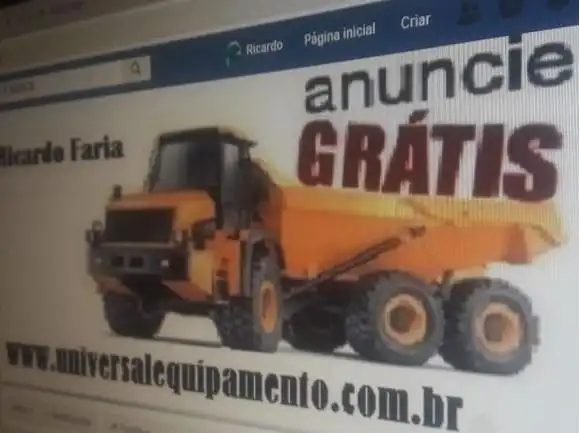 Ricardo Página inicial Criar
anuncie
GRÁTIS
Ricardo Faria
www.universalequipamento.com.br